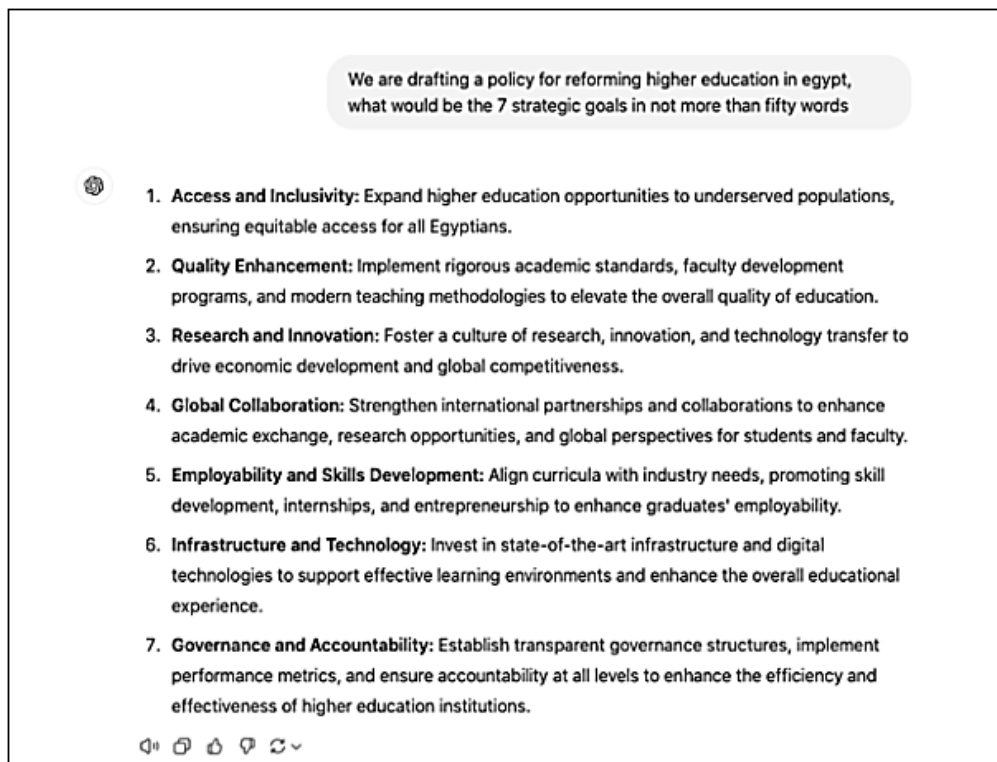 We are drafting a policy for reforming higher education in egypt,
what would be the 7 strategic goals in not more than fifty words
1. Access and Inclusivity: Expand higher education opportunities to underserved populations,
ensuring equitable access for all Egyptians.
2. Quality Enhancement: Implement rigorous academic standards, faculty development
programs, and modern teaching methodologies to elevate the overall quality of education.
3. Research and Innovation: Foster a culture of research, innovation, and technology transfer to
drive economic development and global competitiveness.
4. Global Collaboration: Strengthen international partnerships and collaborations to enhance
academic exchange, research opportunities, and global perspectives for students and faculty.
5. Employability and Skills Development: Align curricula with industry needs, promoting skill
development, internships, and entrepreneurship to enhance graduates' employability.
6. Infrastructure and Technology: Invest in state-of-the-art infrastructure and digital
technologies to support effective learning environments and enhance the overall educational
experience.
7. Governance and Accountability: Establish transparent governance structures, implement
performance metrics, and ensure accountability at all levels to enhance the efficiency and
effectiveness of higher education institutions.